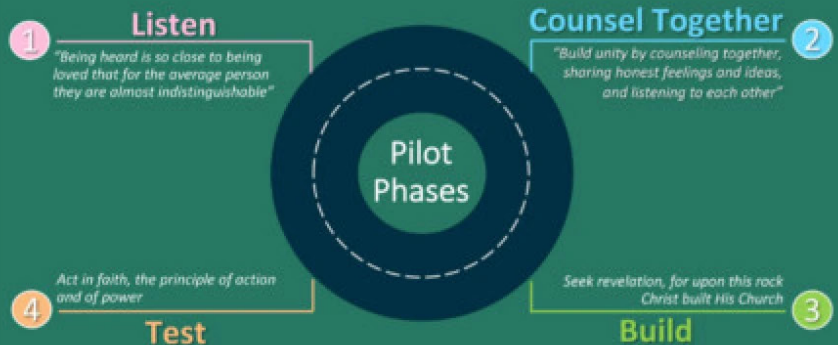 Listen
1
"Being heard is so close to being
loved that for the average person
they are almost indistinguishable"
Counsel Together
2
"Build unity by counseling together,
sharing honest feelings and ideas,
and listening to each other"
Pilot
Phases
Seek revelation, for upon this rock
Christ built His Church
3
Build
Act in faith, the principle of action
and of power
4
Test